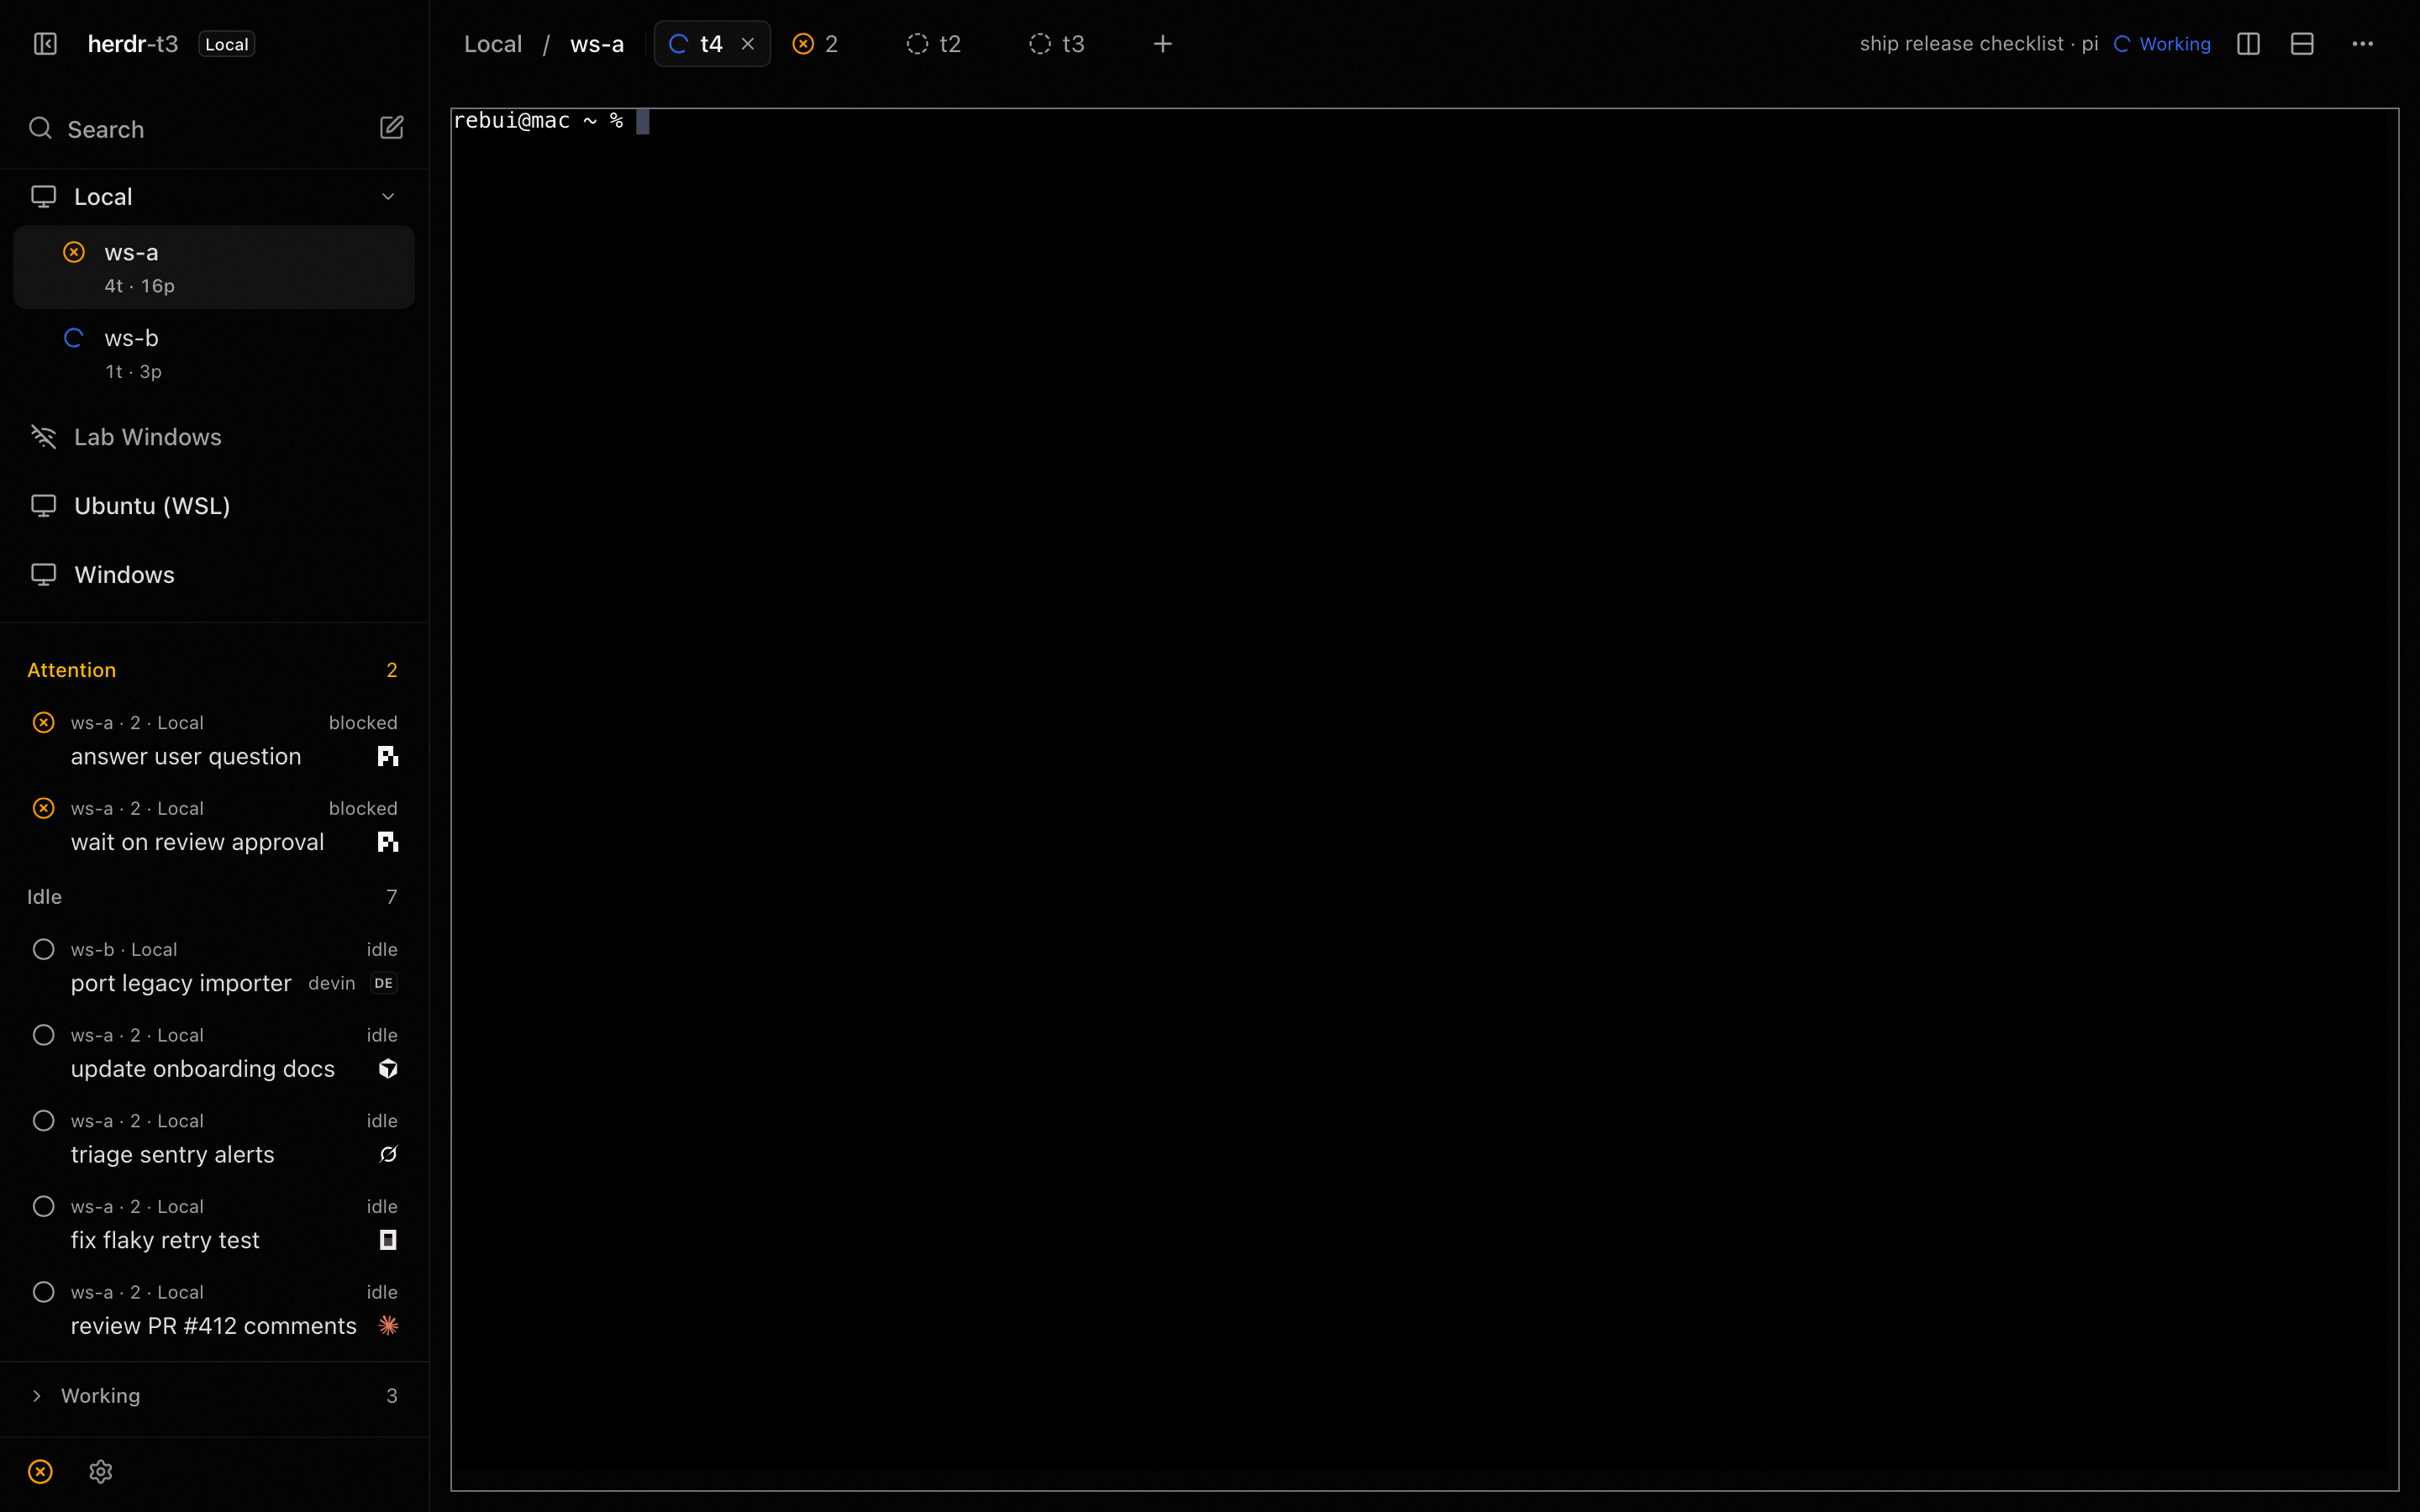 herdr-t3 Local
Search
Local
ws-a
4t · 16p
ws-b
1t · 3p
Lab Windows
Ubuntu (WSL)
Windows
Attention 2
ws-a · 2 · Local blocked
answer user question
ws-a · 2 · Local blocked
wait on review approval
Idle 7
ws-b · Local idle
port legacy importer devin DE
ws-a · 2 · Local idle
update onboarding docs
ws-a · 2 · Local idle
triage sentry alerts
ws-a · 2 · Local idle
fix flaky retry test
ws-a · 2 · Local idle
review PR #412 comments
Working 3
Local / ws-a t4 2 t2 t3
ship release checklist · pi Working
rebui@mac ~ %